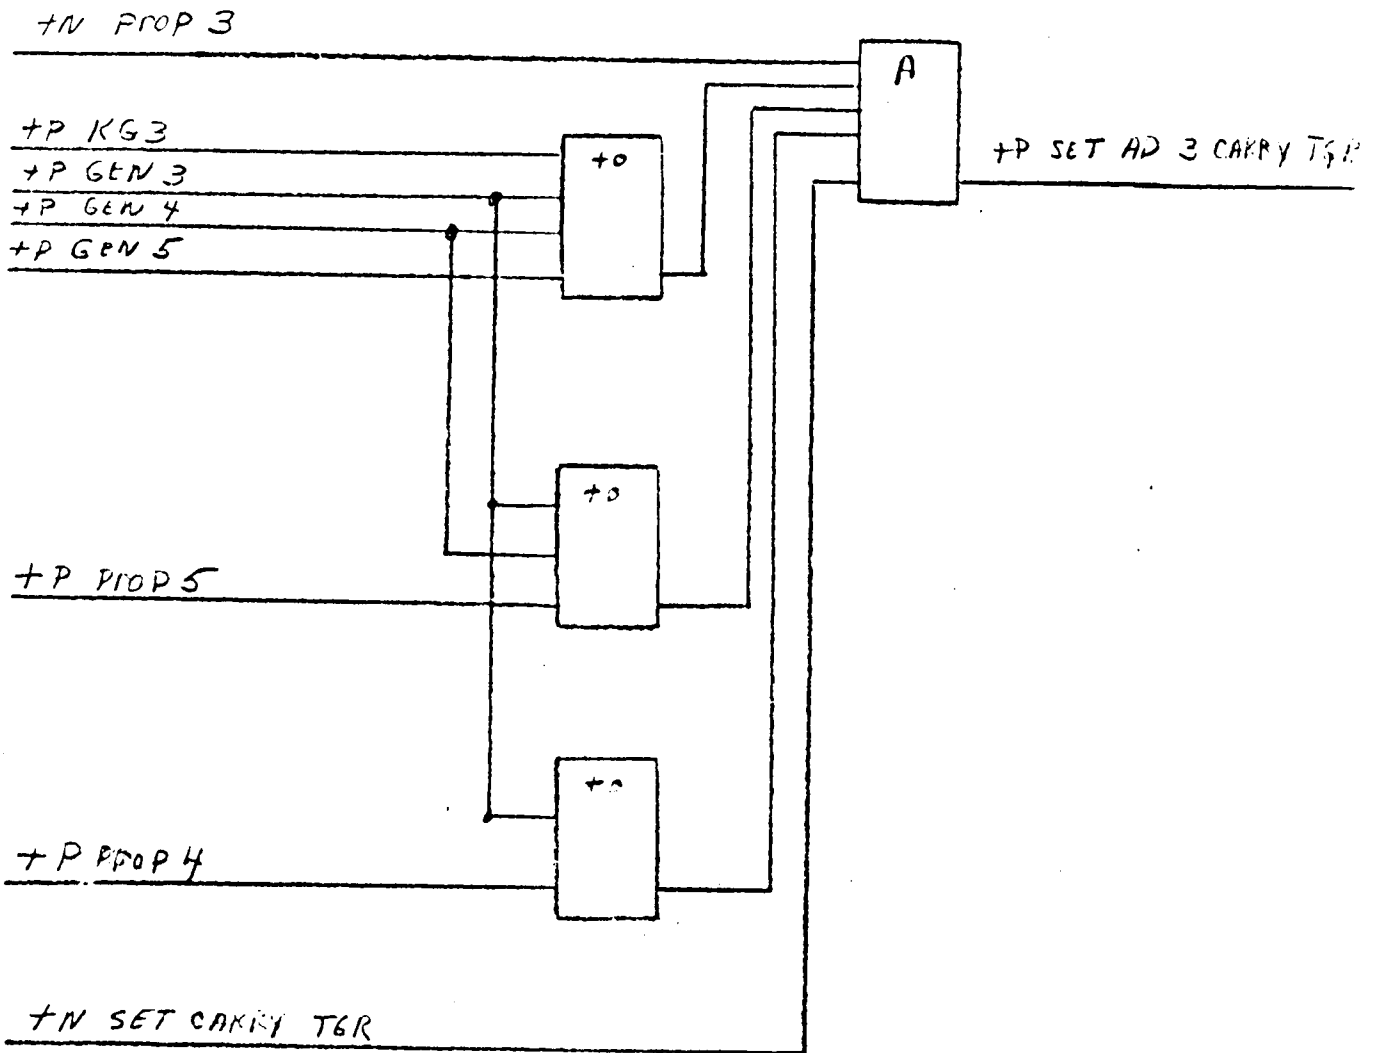 +N PROP 3
A
+P KG3
+O
+P GEN 3
+P SET AD 3 CARRY TGR
+P GEN 4
+P GEN 5
+O
+P PROP 5
+O
+P PROP 4
+N SET CARRY TGR